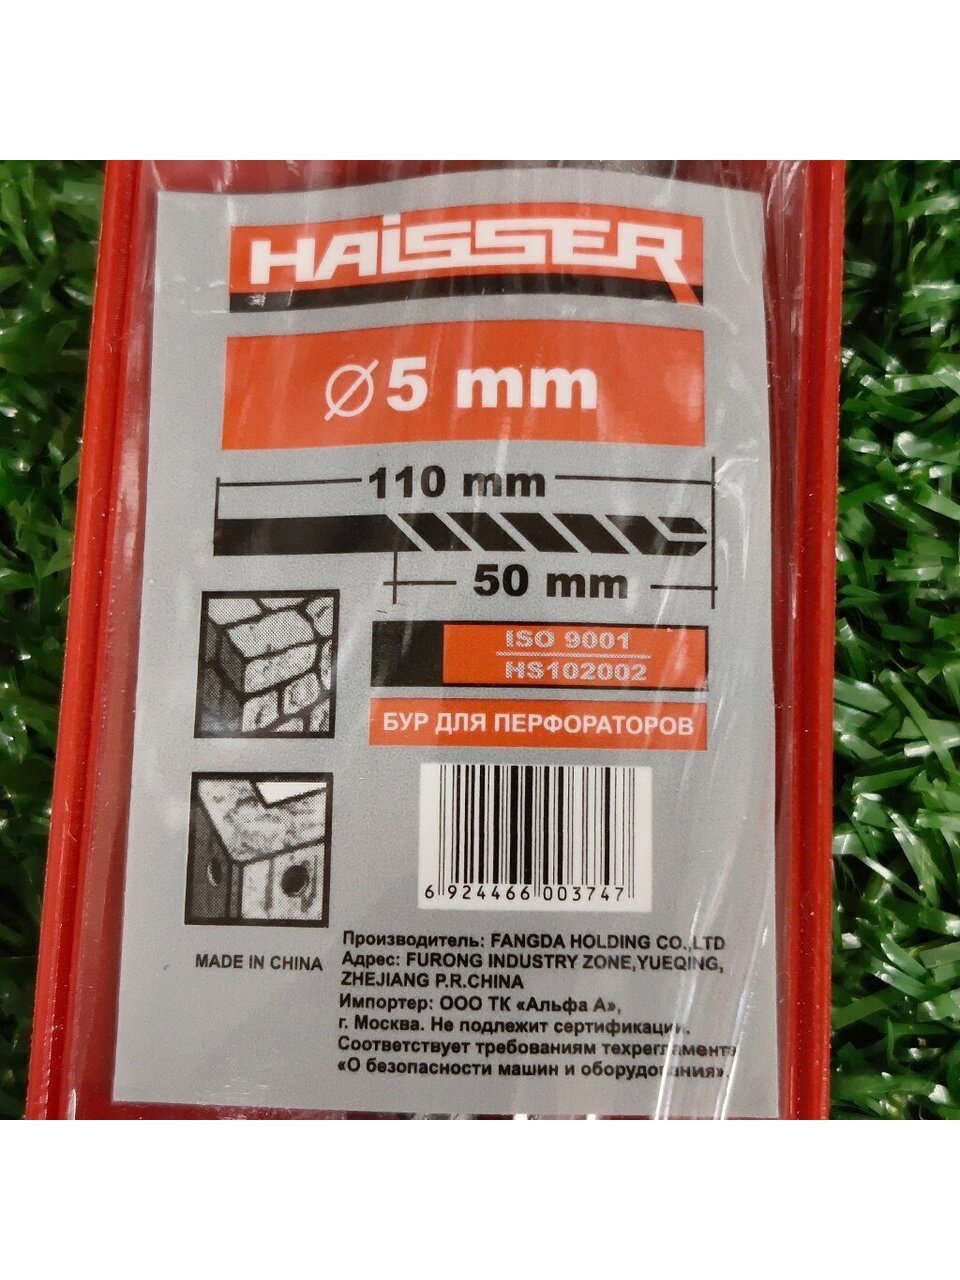 HAİSSER
Ø 5 mm
110 mm
50 mm
ISO 9001
HS102002
БУР ДЛЯ ПЕРФОРАТОРОВ
6 924466 003747
MADE IN CHINA
Производитель: FANGDA HOLDING CO.,LTD
Адрес: FURONG INDUSTRY ZONE,YUEQING,
ZHEJIANG P.R.CHINA
Импортер: ООО ТК «Альфа А»,
г. Москва. Не подлежит сертификации.
Соответствует требованиям техрегламента
«О безопасности машин и оборудования».